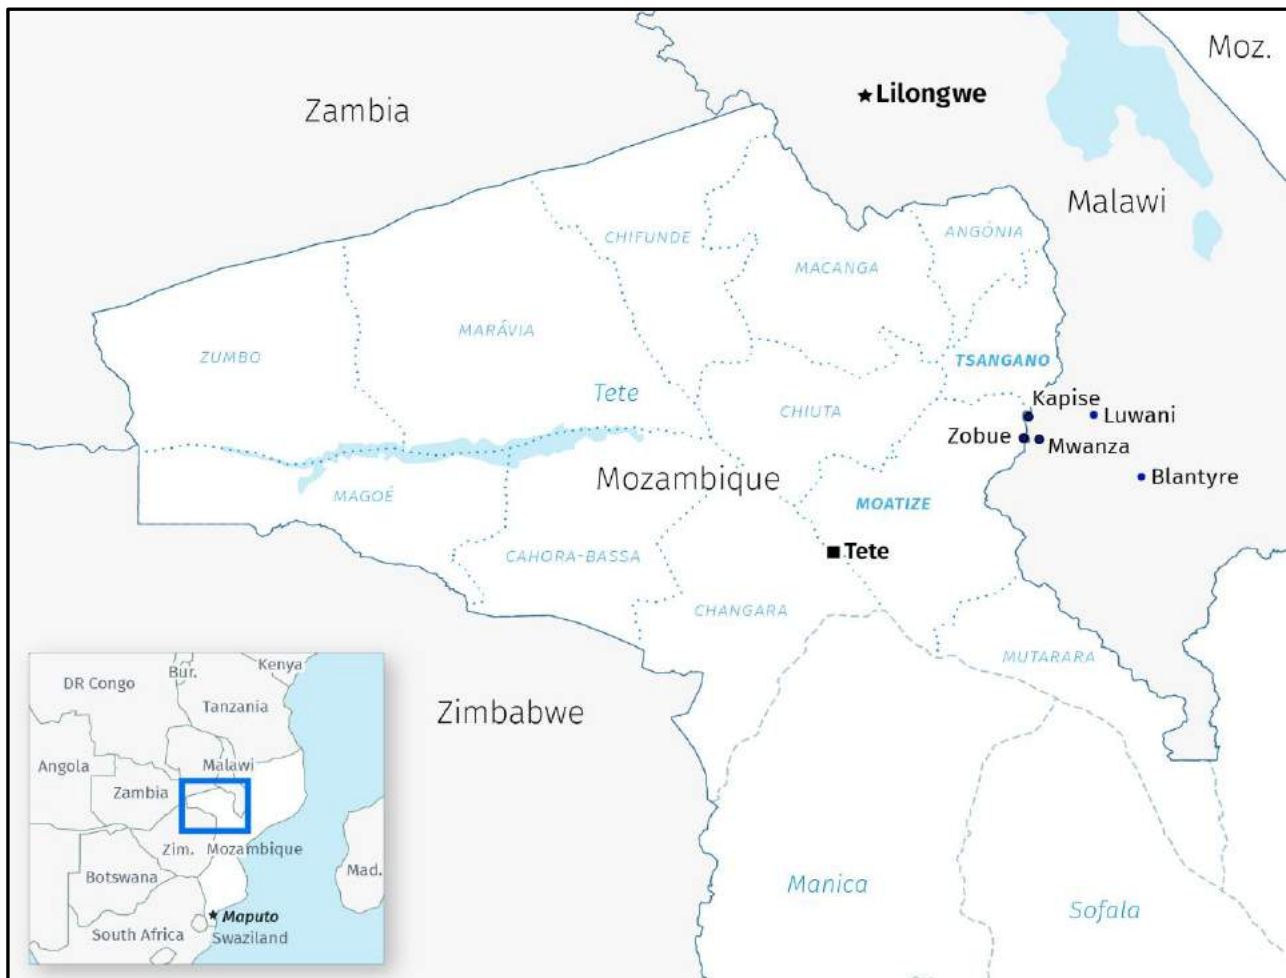 Moz.
Zambia
Lilongwe
Malawi
CHIFUNDE
ANGÓNIA
MACANGA
MARÁVIA
ZUMBO
TSANGANO
Tete
Kapise
CHIUTA
Luwani
Zobue
Mwanza
Mozambique
Blantyre
MAGOÉ
MOATIZE
Tete
CAHORA-BASSA
CHANGARA
MUTARARA
Zimbabwe
Manica
Sofala
Bur.
Kenya
DR Congo
Tanzania
Angola
Malawi
Zambia
Zim.
Mozambique
Botswana
Mad.
Maputo
South Africa
Swaziland